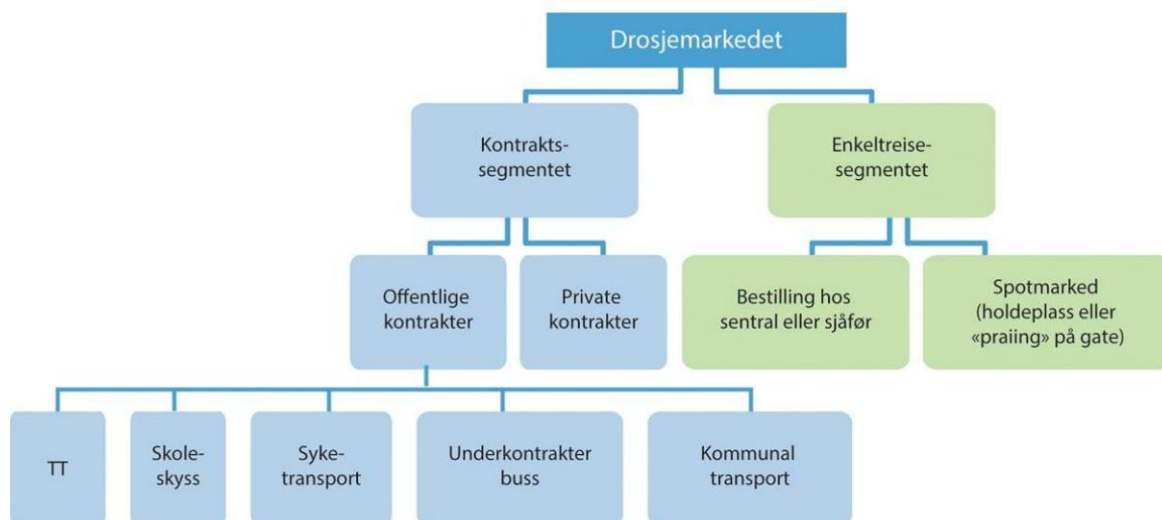 Drosjemarkedet
Kontrakts-
segmentet
Enkeltreise-
segmentet
Offentlige
kontrakter
Private
kontrakter
Bestilling hos
sentral eller sjåfør
Spotmarked
(holdeplass eller
«praiing» på gate)
TT
Skole-
skyss
Syke-
transport
Underkontrakter
buss
Kommunal
transport